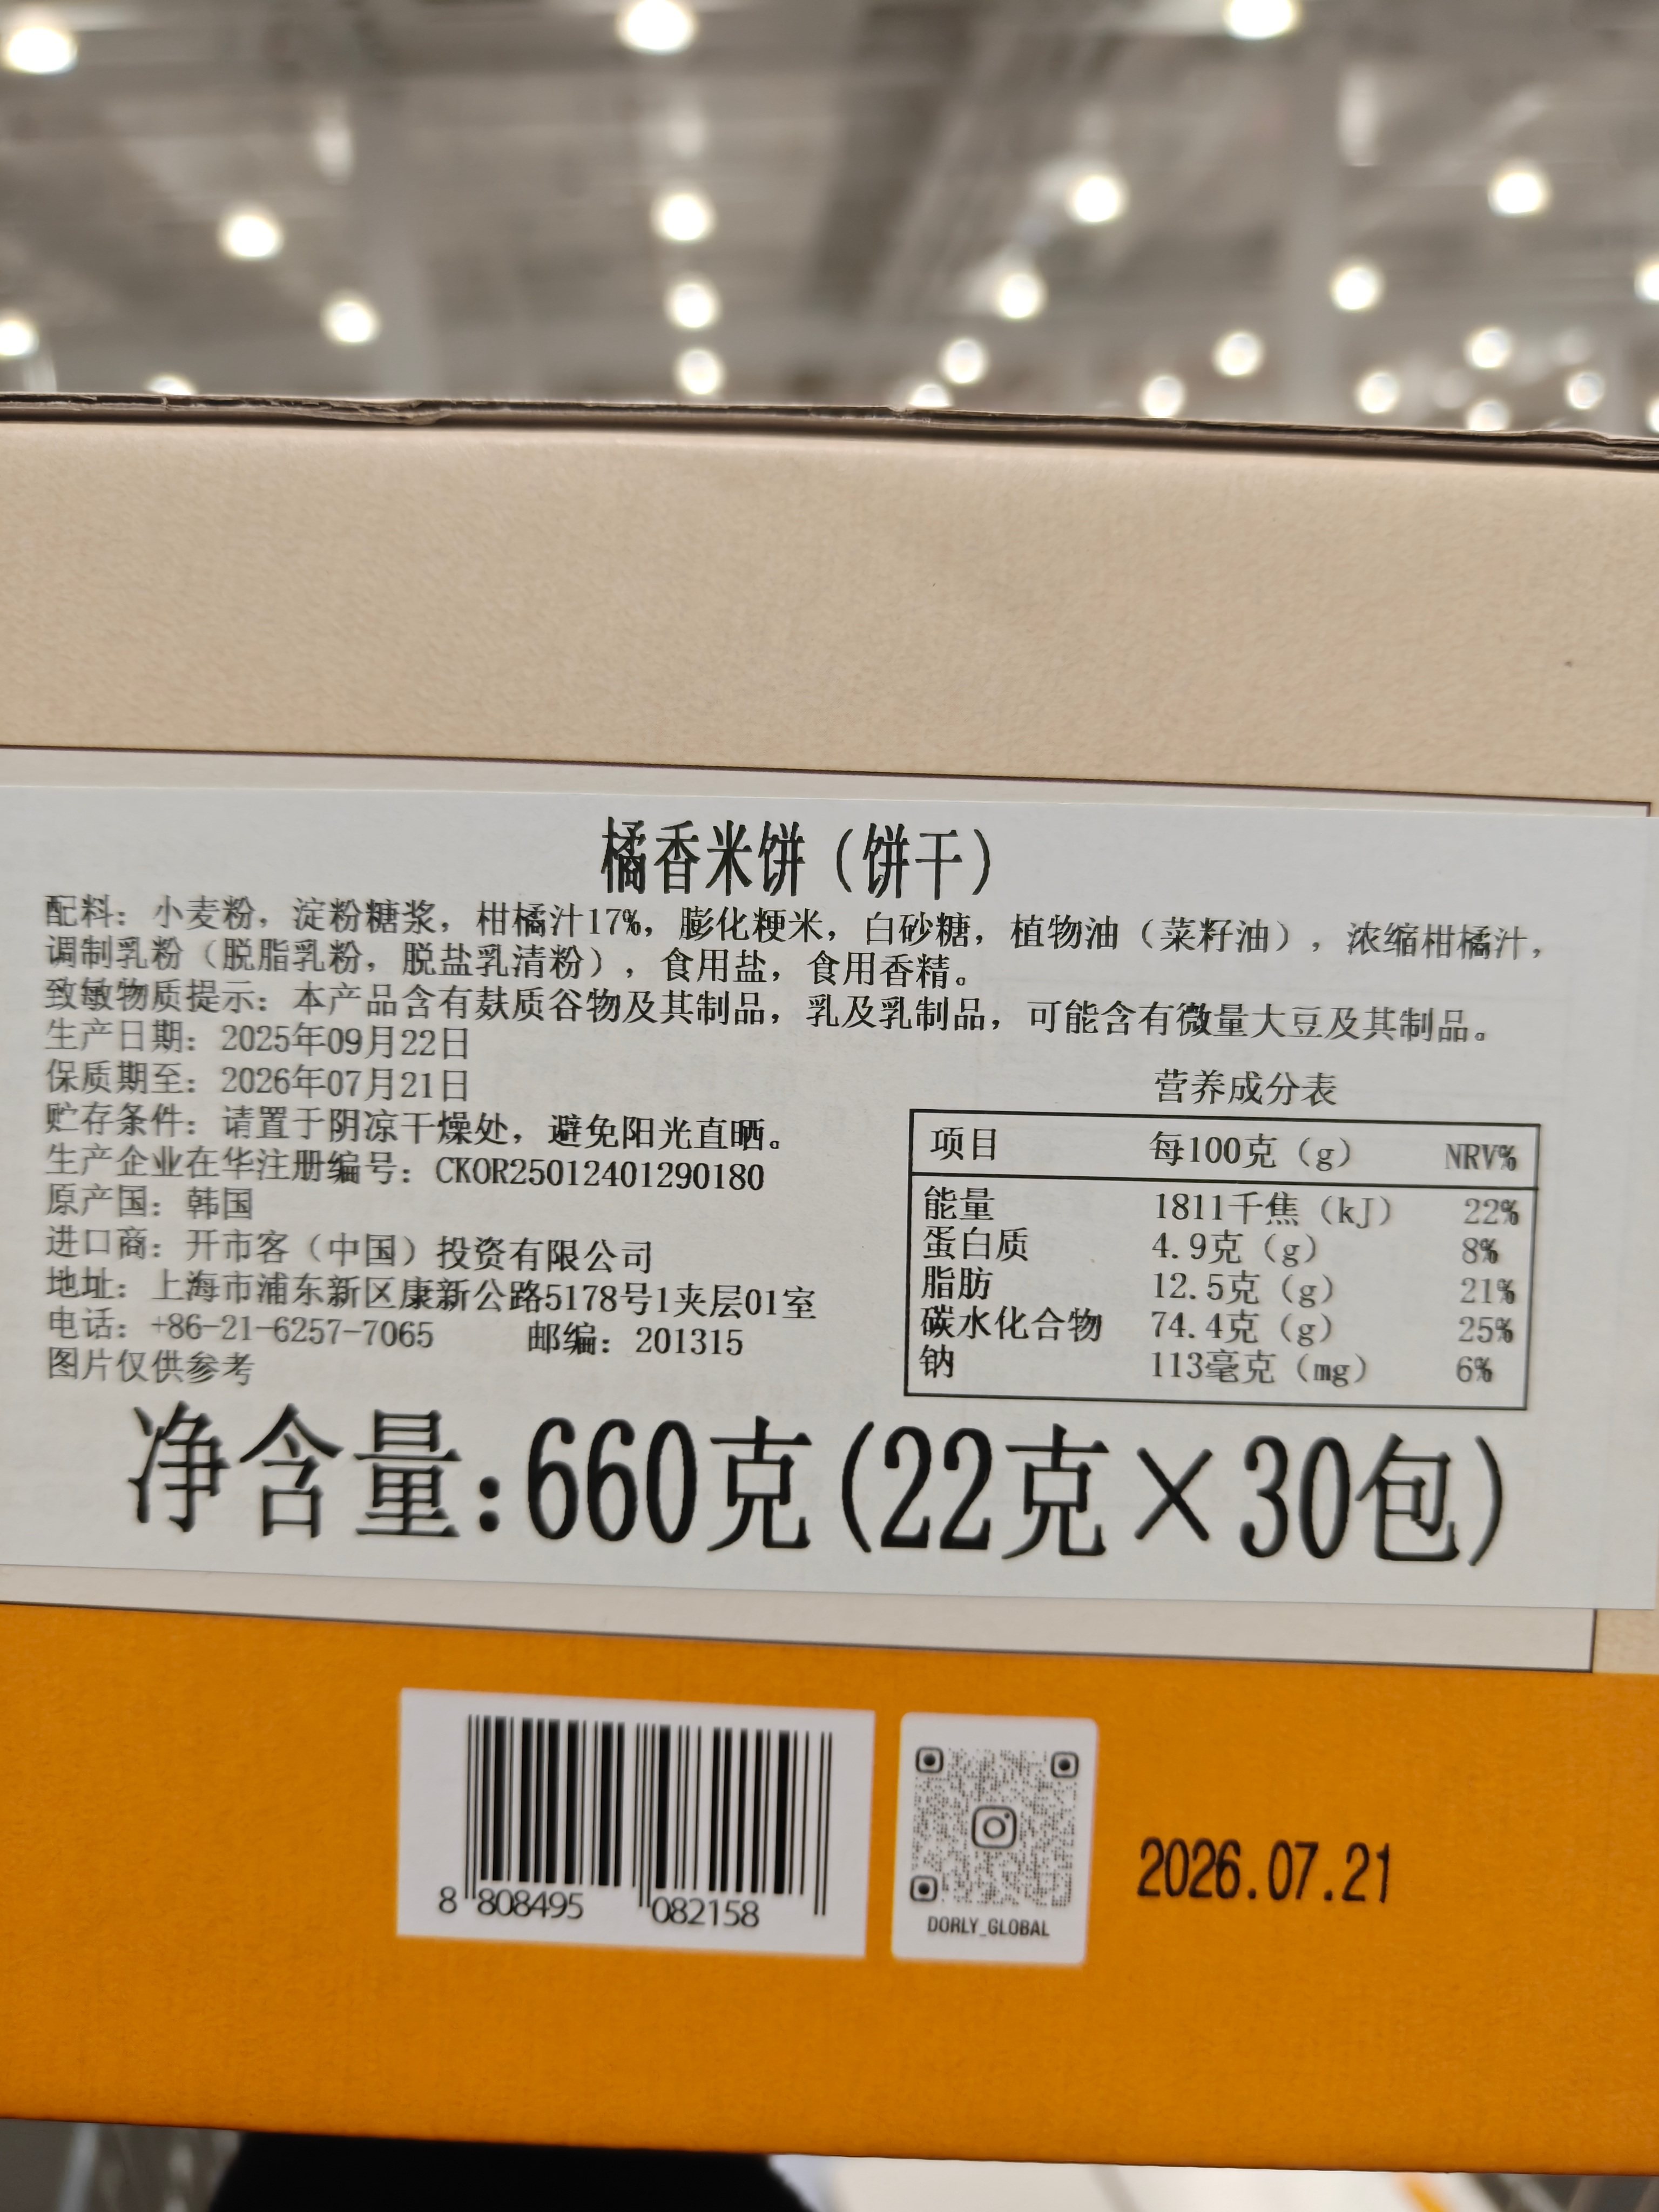 橘香米饼（饼干）
配料：小麦粉，淀粉糖浆，柑橘汁17%，膨化粳米，白砂糖，植物油（菜籽油），浓缩柑橘汁，
调制乳粉（脱脂乳粉，脱盐乳清粉），食用盐，食用香精。
致敏物质提示：本产品含有麸质谷物及其制品，乳及乳制品，可能含有微量大豆及其制品。
生产日期：2025年09月22日
保质期至：2026年07月21日
贮存条件：请置于阴凉干燥处，避免阳光直晒。
生产企业在华注册编号：CKOR25012401290180
原产国：韩国
进口商：开市客（中国）投资有限公司
地址：上海市浦东新区康新公路5178号1夹层01室
电话：+86-21-6257-7065 邮编：201315
图片仅供参考
营养成分表
项目 每100克（g） NRV%
能量 1811千焦（kJ） 22%
蛋白质 4.9克（g） 8%
脂肪 12.5克（g） 21%
碳水化合物 74.4克（g） 25%
钠 113毫克（mg） 6%
净含量:660克(22克×30包)
8 808495 082158
DORLY_GLOBAL
2026.07.21